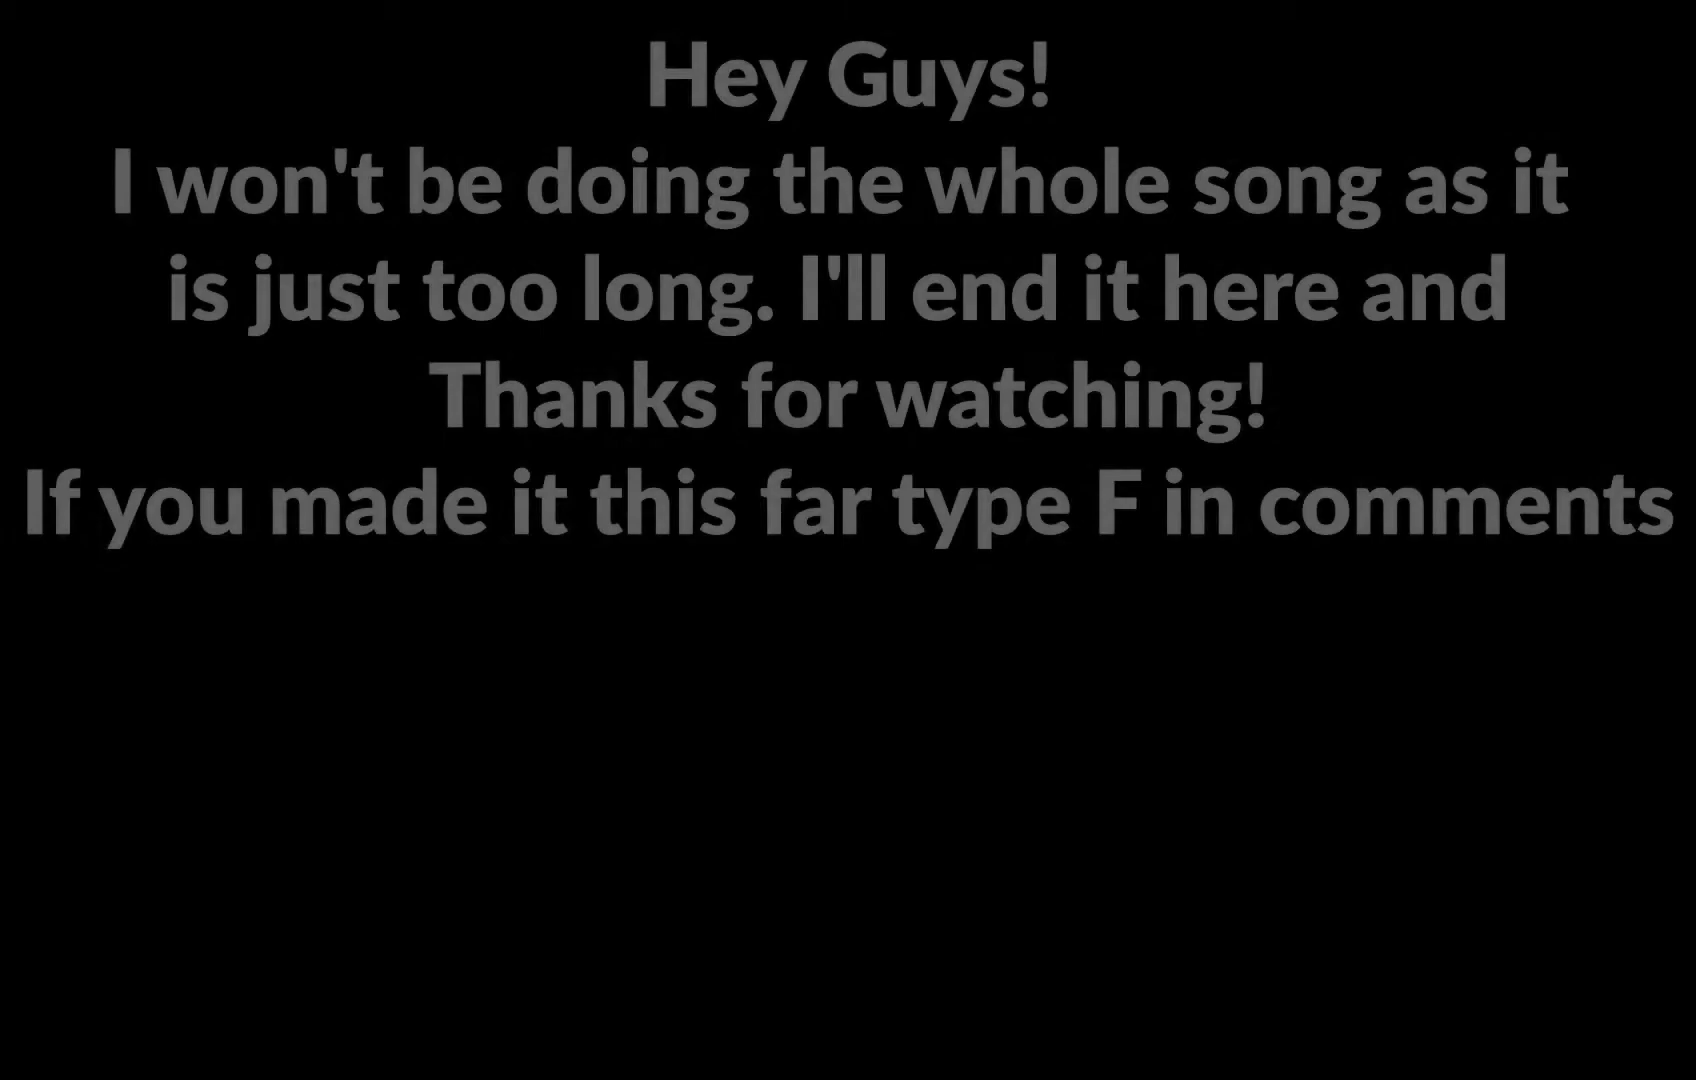 Hey Guys!
I won't be doing the whole song as it
is just too long. I'll end it here and
Thanks for watching!
If you made it this far type F in comments